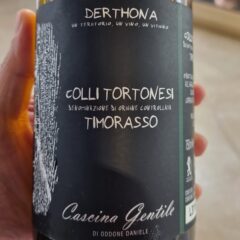 DERTHONA
UN TERRITORIO, UN VINO, UN VITIGNO
COLLI TORTONESI
DENOMINAZIONE DI ORIGINE CONTROLLATA
TIMORASSO
Cascina Gentile
DI ODDONE DANIELE